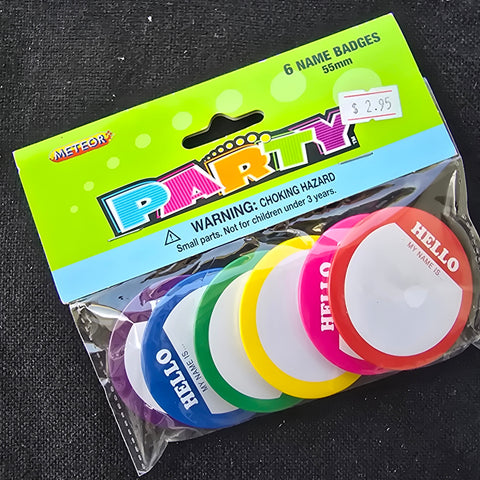 6 NAME BADGES
55mm
$ 2.95
METEOR
PARTY
WARNING: CHOKING HAZARD
Small parts. Not for children under 3 years.
HELLO
MY NAME IS...
HELLO
HELLO
MY NAME IS...